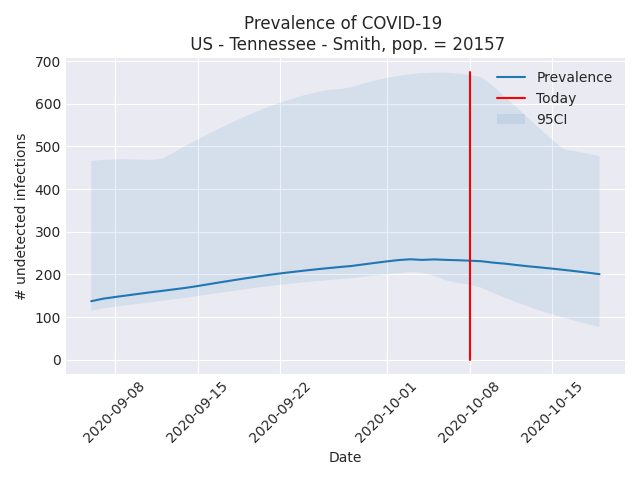 Prevalence of COVID-19
US - Tennessee - Smith, pop. = 20157
# undetected infections
700
600
500
400
300
200
100
0
Prevalence
Today
95CI
2020-09-08
2020-09-15
2020-09-22
2020-10-01
2020-10-08
2020-10-15
Date